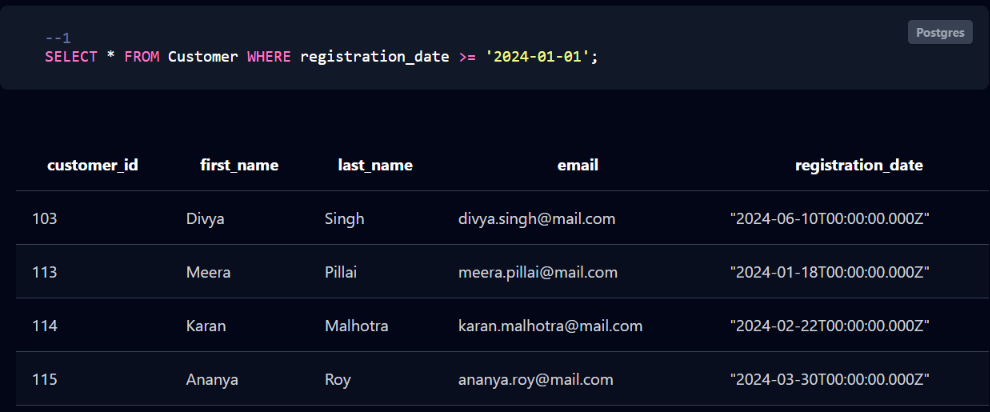 --1
Postgres
SELECT * FROM Customer WHERE registration_date >= '2024-01-01';
customer_id first_name last_name email registration_date
103 Divya Singh divya.singh@mail.com "2024-06-10T00:00:00.000Z"
113 Meera Pillai meera.pillai@mail.com "2024-01-18T00:00:00.000Z"
114 Karan Malhotra karan.malhotra@mail.com "2024-02-22T00:00:00.000Z"
115 Ananya Roy ananya.roy@mail.com "2024-03-30T00:00:00.000Z"